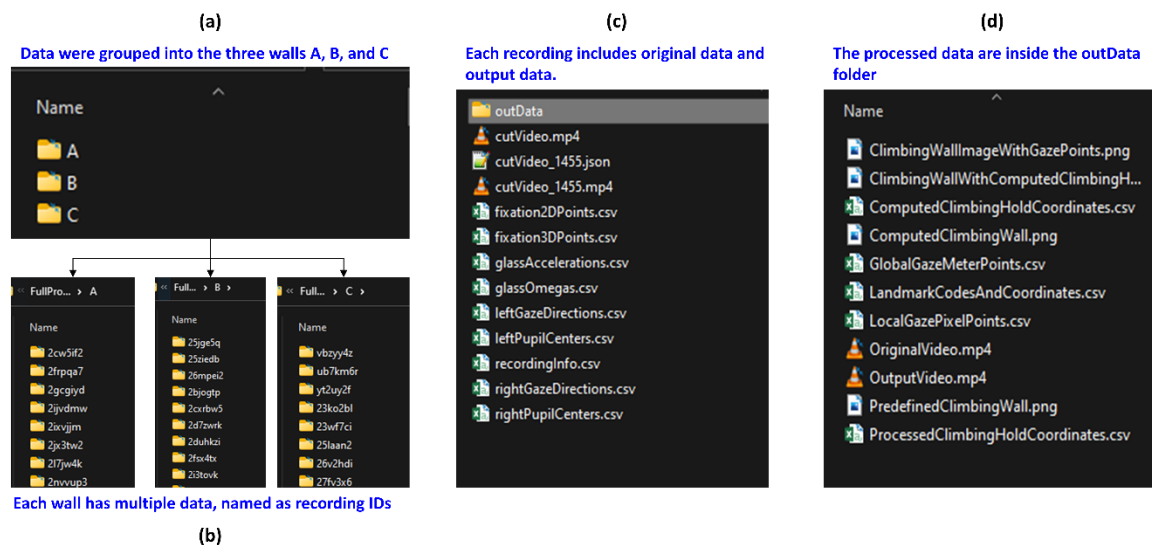 (a)
Data were grouped into the three walls A, B, and C
Name
A
B
C
FullPro... › A
Name
2cw5if2
2frpqa7
2gcgiyd
2ijvdmw
2ixvjjm
2jx3tw2
2l7jw4k
2nvvup3
Full... › B ›
Name
25jge5q
25ziedb
26mpei2
2bjogtp
2cxrbw5
2d7zwrk
2duhkzi
2fsx4tx
2i3tovk
Full... › C ›
Name
vbzyy4z
ub7km6r
yt2uy2f
23ko2bl
23wf7ci
25laan2
26v2hdi
27fv3x6
Each wall has multiple data, named as recording IDs
(b)
(c)
Each recording includes original data and
output data.
outData
cutVideo.mp4
cutVideo_1455.json
cutVideo_1455.mp4
fixation2DPoints.csv
fixation3DPoints.csv
glassAccelerations.csv
glassOmegas.csv
leftGazeDirections.csv
leftPupilCenters.csv
recordingInfo.csv
rightGazeDirections.csv
rightPupilCenters.csv
(d)
The processed data are inside the outData
folder
Name
ClimbingWallImageWithGazePoints.png
ClimbingWallWithComputedClimbingH...
ComputedClimbingHoldCoordinates.csv
ComputedClimbingWall.png
GlobalGazeMeterPoints.csv
LandmarkCodesAndCoordinates.csv
LocalGazePixelPoints.csv
OriginalVideo.mp4
OutputVideo.mp4
PredefinedClimbingWall.png
ProcessedClimbingHoldCoordinates.csv